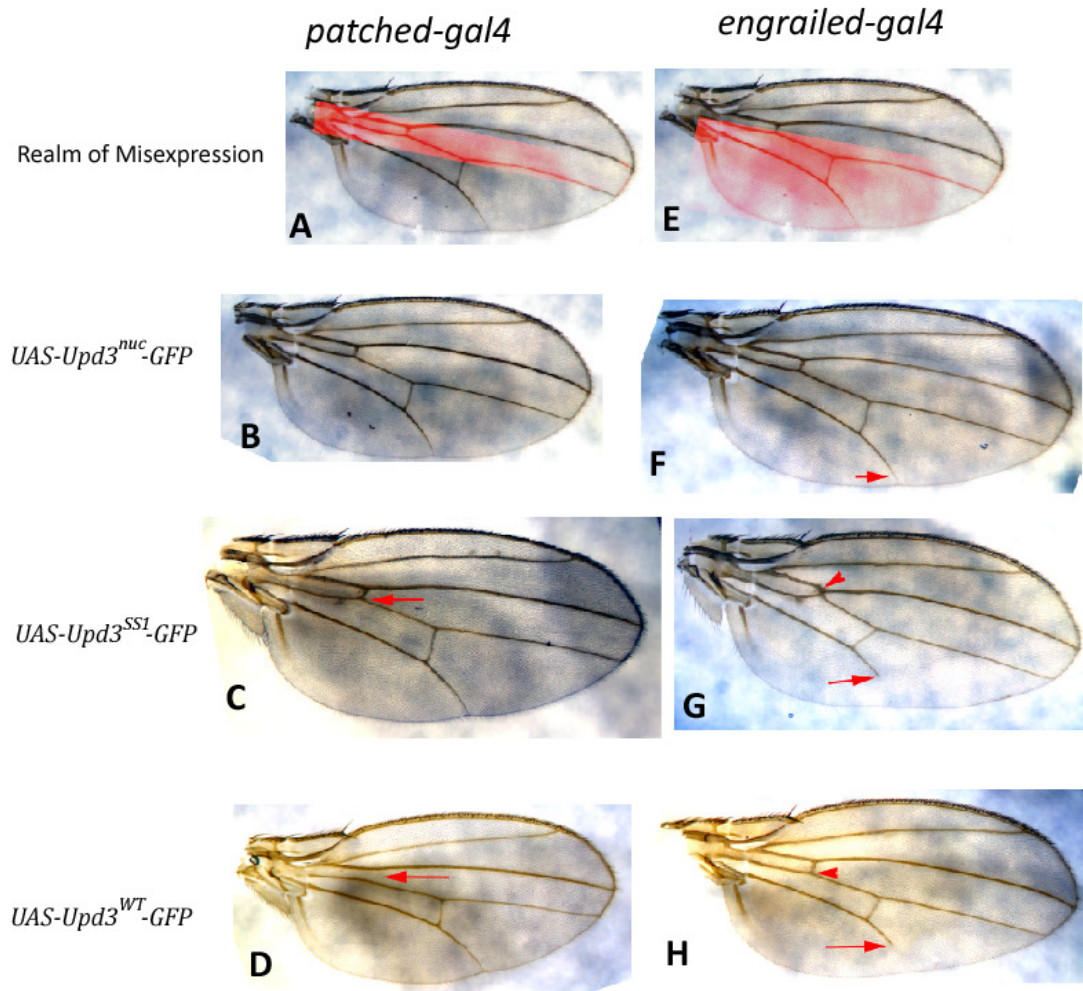 patched-gal4 engrailed-gal4
Realm of Misexpression
A E
UAS-Upd3nuc-GFP
B F
UAS-Upd3SS1-GFP
C G
UAS-Upd3WT-GFP
D H